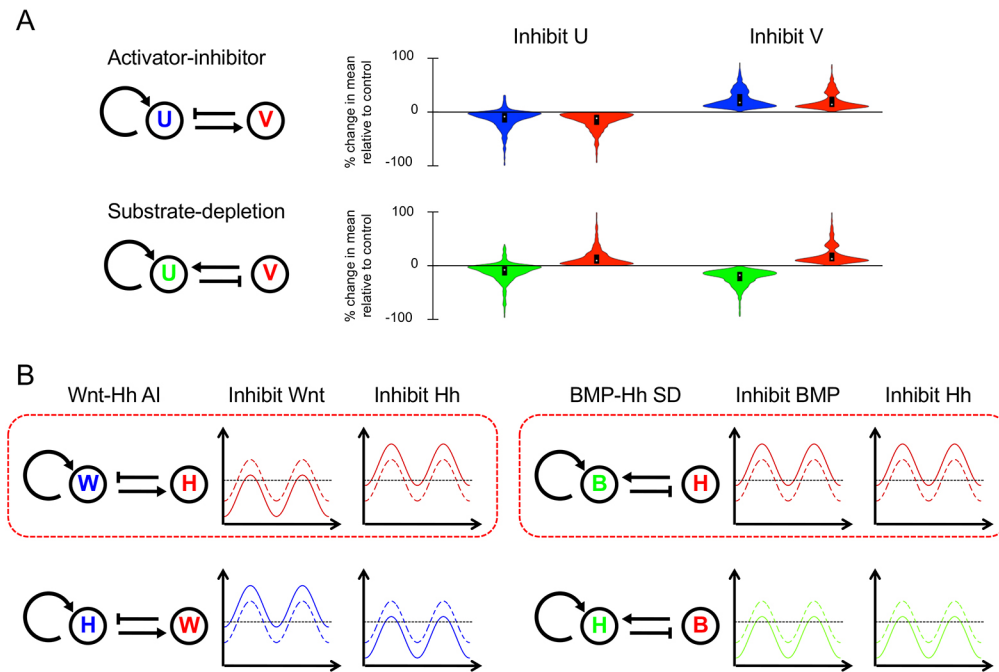 A
Inhibit U
Inhibit V
Activator-inhibitor
U
V
% change in mean
relative to control
100
0
-100
Substrate-depletion
U
V
% change in mean
relative to control
100
0
-100
B
Wnt-Hh AI
Inhibit Wnt
Inhibit Hh
BMP-Hh SD
Inhibit BMP
Inhibit Hh
W
H
B
H
H
W
H
B